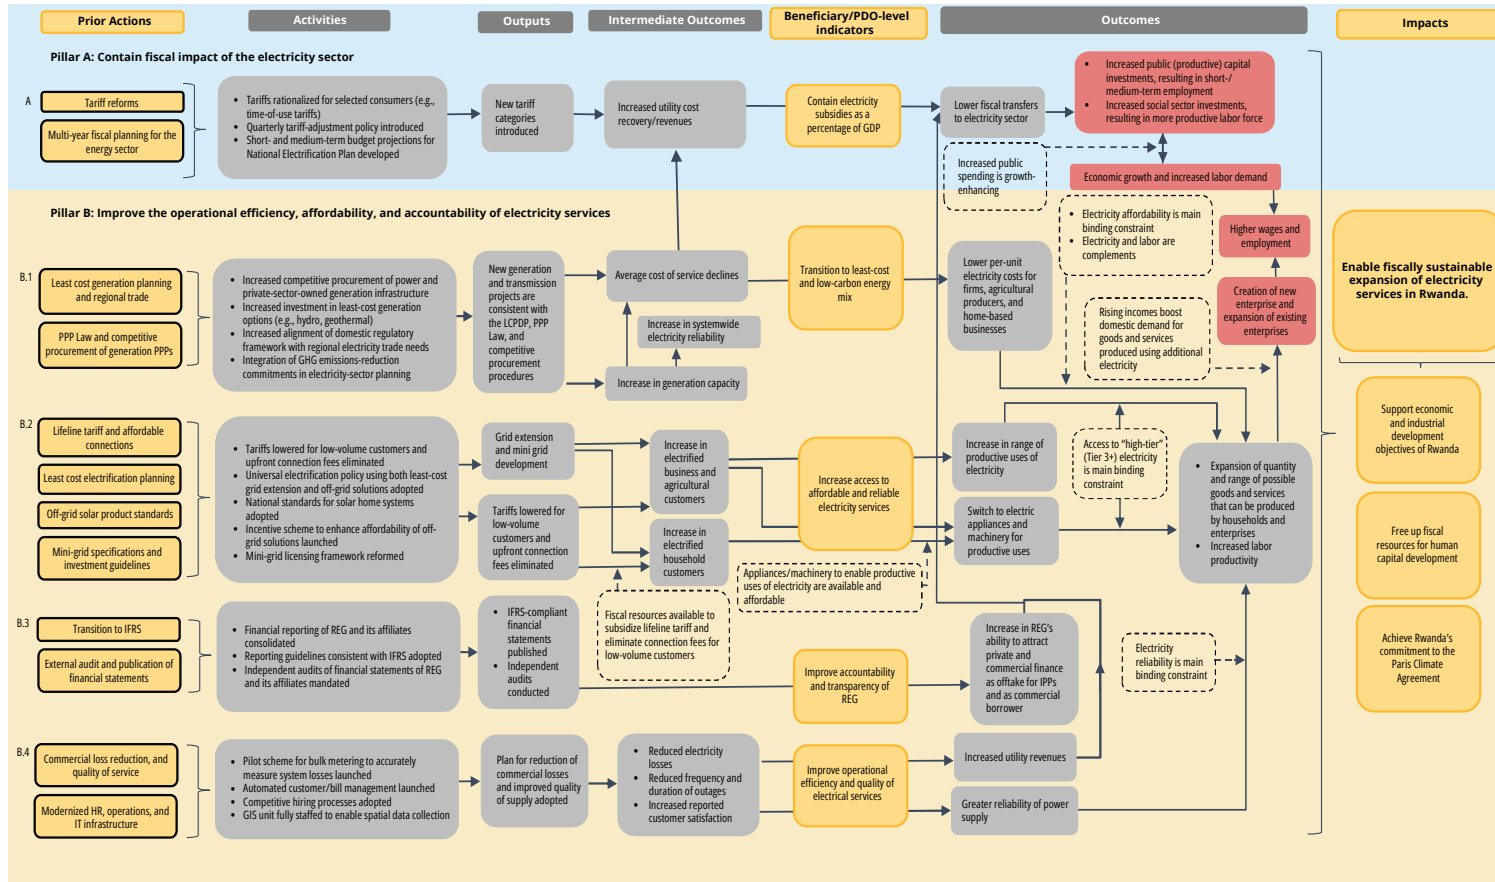 Prior Actions
Activities
Outputs
Intermediate Outcomes
Beneficiary/PDO-level
indicators
Outcomes
Impacts
Pillar A: Contain fiscal impact of the electricity sector
A
Tariff reforms
Multi-year fiscal planning for the
energy sector
• Tariffs rationalized for selected consumers (e.g.,
time-of-use tariffs)
• Quarterly tariff-adjustment policy introduced
• Short- and medium-term budget projections for
National Electrification Plan developed
New tariff
categories
introduced
Increased utility cost
recovery/revenues
Contain electricity
subsidies as a
percentage of GDP
Lower fiscal transfers
to electricity sector
• Increased public (productive) capital
investments, resulting in short-/
medium-term employment
• Increased social sector investments,
resulting in more productive labor force
Increased public
spending is growth-
enhancing
Economic growth and increased labor demand
Pillar B: Improve the operational efficiency, affordability, and accountability of electricity services
• Electricity affordability is main
binding constraint
• Electricity and labor are
complements
Higher wages and
employment
B.1
Least cost generation planning
and regional trade
PPP Law and competitive
procurement of generation PPPs
• Increased competitive procurement of power and
private-sector-owned generation infrastructure
• Increased investment in least-cost generation
options (e.g., hydro, geothermal)
• Increased alignment of domestic regulatory
framework with regional electricity trade needs
• Integration of GHG emissions-reduction
commitments in electricity-sector planning
New generation
and transmission
projects are
consistent with
the LCPDP, PPP
Law, and
competitive
procurement
procedures
Average cost of service declines
Increase in systemwide
electricity reliability
Increase in generation capacity
Transition to least-cost
and low-carbon energy
mix
Lower per-unit
electricity costs for
firms, agricultural
producers, and
home-based
businesses
Rising incomes boost
domestic demand for
goods and services
produced using additional
electricity
Creation of new
enterprise and
expansion of existing
enterprises
Enable fiscally sustainable
expansion of electricity
services in Rwanda.
B.2
Lifeline tariff and affordable
connections
Least cost electrification planning
Off-grid solar product standards
Mini-grid specifications and
investment guidelines
• Tariffs lowered for low-volume customers and
upfront connection fees eliminated
• Universal electrification policy using both least-cost
grid extension and off-grid solutions adopted
• National standards for solar home systems
adopted
• Incentive scheme to enhance affordability of off-
grid solutions launched
• Mini-grid licensing framework reformed
Grid extension
and mini grid
development
Tariffs lowered for
low-volume
customers and
upfront connection
fees eliminated
Increase in
electrified
business and
agricultural
customers
Increase in
electrified
household
customers
Increase access to
affordable and reliable
electricity services
Increase in range of
productive uses of
electricity
Switch to electric
appliances and
machinery for
productive uses
Access to “high-tier”
(Tier 3+) electricity
is main binding
constraint
• Expansion of quantity
and range of possible
goods and services
that can be produced
by households and
enterprises
• Increased labor
productivity
Support economic
and industrial
development
objectives of Rwanda
Free up fiscal
resources for human
capital development
Appliances/machinery to enable productive
uses of electricity are available and
affordable
Fiscal resources available to
subsidize lifeline tariff and
eliminate connection fees for
low-volume customers
B.3
Transition to IFRS
External audit and publication of
financial statements
• Financial reporting of REG and its affiliates
consolidated
• Reporting guidelines consistent with IFRS adopted
• Independent audits of financial statements of REG
and its affiliates mandated
• IFRS-compliant
financial
statements
published
• Independent
audits
conducted
Improve accountability
and transparency of
REG
Increase in REG’s
ability to attract
private and
commercial finance
as offtake for IPPs
and as commercial
borrower
Electricity
reliability is main
binding constraint
Achieve Rwanda’s
commitment to the
Paris Climate
Agreement
B.4
Commercial loss reduction, and
quality of service
Modernized HR, operations, and
IT infrastructure
• Pilot scheme for bulk metering to accurately
measure system losses launched
• Automated customer/bill management launched
• Competitive hiring processes adopted
• GIS unit fully staffed to enable spatial data collection
Plan for reduction of
commercial losses
and improved quality
of supply adopted
• Reduced electricity
losses
• Reduced frequency and
duration of outages
• Increased reported
customer satisfaction
Improve operational
efficiency and quality of
electrical services
Increased utility revenues
Greater reliability of power
supply